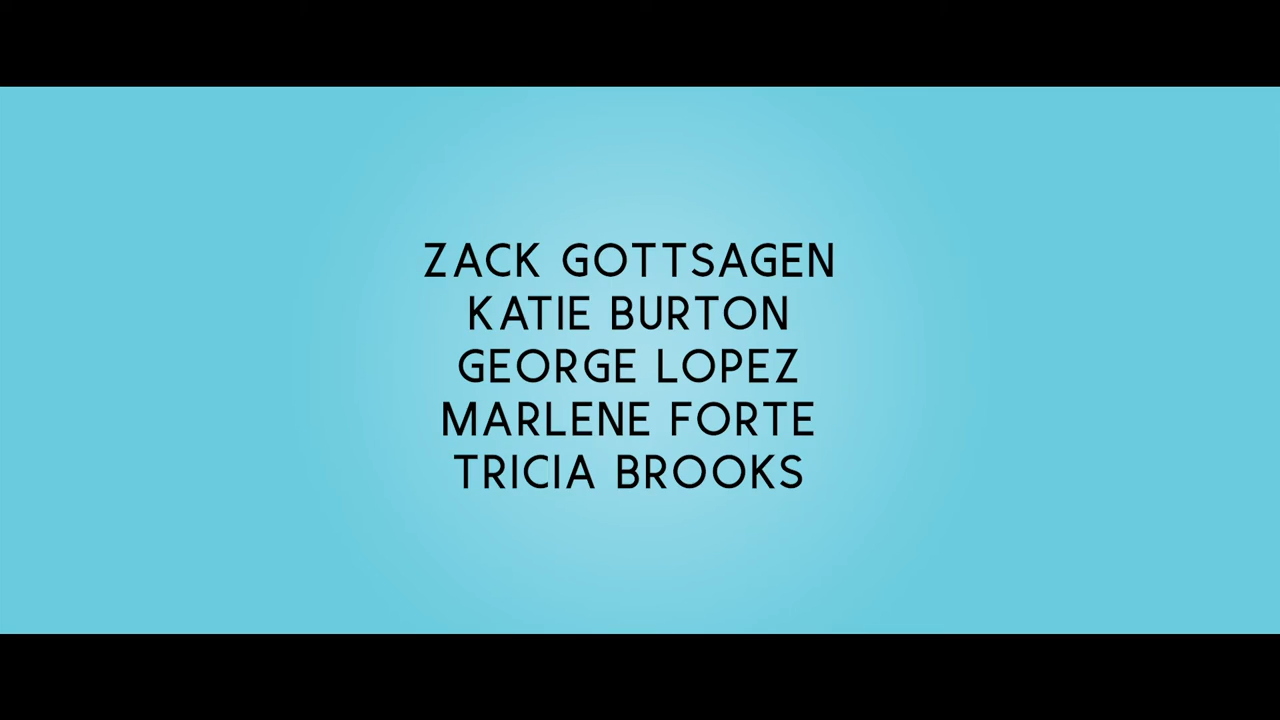 ZACK GOTTSAGEN
KATIE BURTON
GEORGE LOPEZ
MARLENE FORTE
TRICIA BROOKS